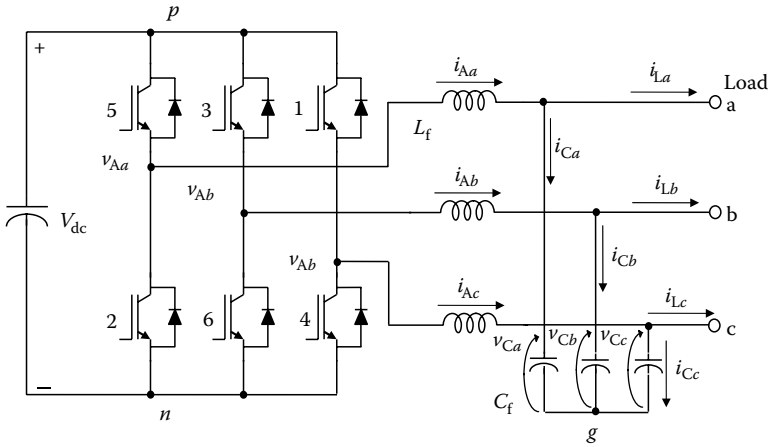 p
+
5
3
1
v_Aa
v_Ab
v_Ab
V_dc
2
6
4
−
n
i_Aa
L_f
i_La
Load
a
i_Ca
i_Ab
i_Lb
b
i_Cb
i_Ac
i_Lc
c
v_Ca
v_Cb
v_Cc
i_Cc
C_f
g